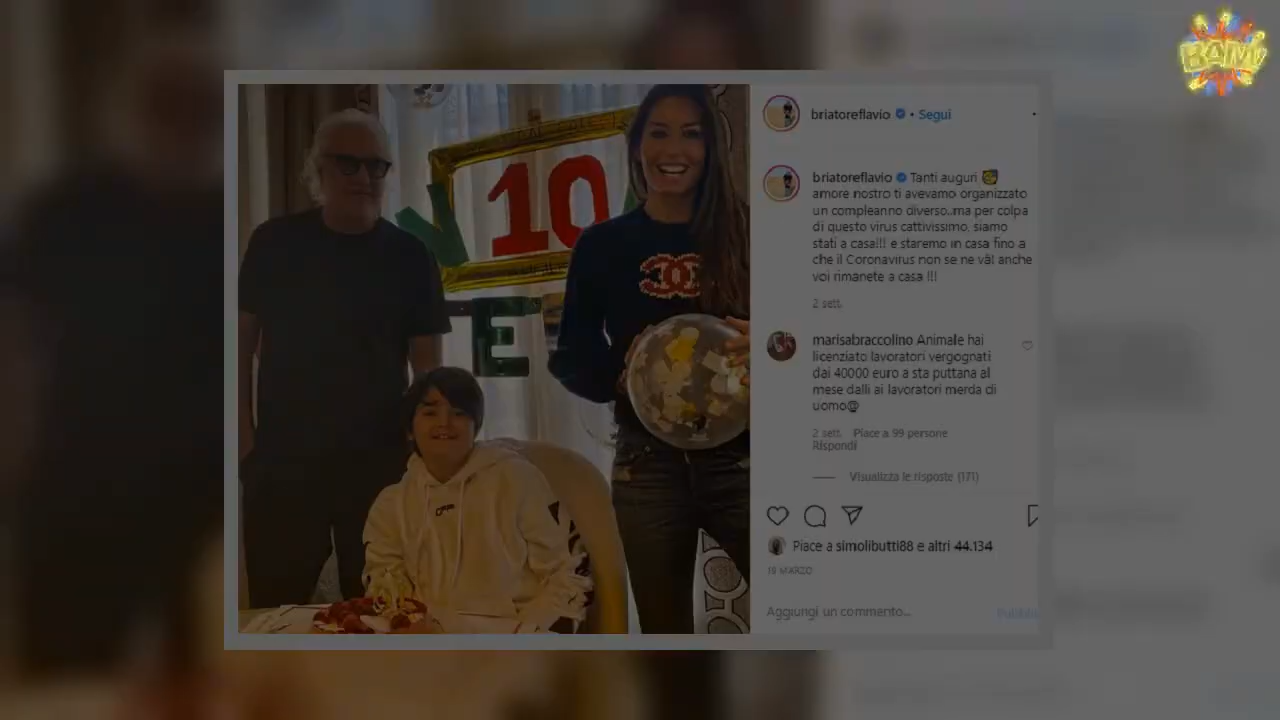 BAM!
10
E
briatoreflavio • Segui
briatoreflavio Tanti auguri
amore nostro ti avevamo organizzato
un compleanno diverso..ma per colpa
di questo virus cattivissimo, siamo
stati a casa!!! e staremo in casa fino a
che il Coronavirus non se ne và! anche
voi rimanete a casa !!!
2 sett.
marisabraccolino Animale hai
licenziato lavoratori vergognati
dai 40000 euro a sta puttana al
mese dalli ai lavoratori merda di
uomo@
2 sett. Piace a 99 persone
Rispondi
Visualizza le risposte (171)
Piace a simolibutti88 e altri 44.134
19 MARZO
Aggiungi un commento...